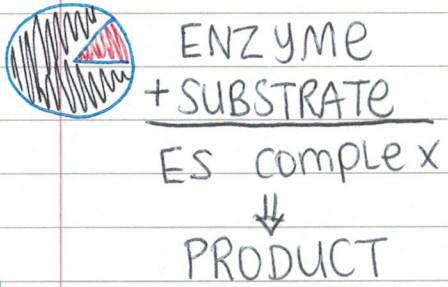 ENZYMe
+ SUBSTRATe
ES compLex
⇓
PRODUCT